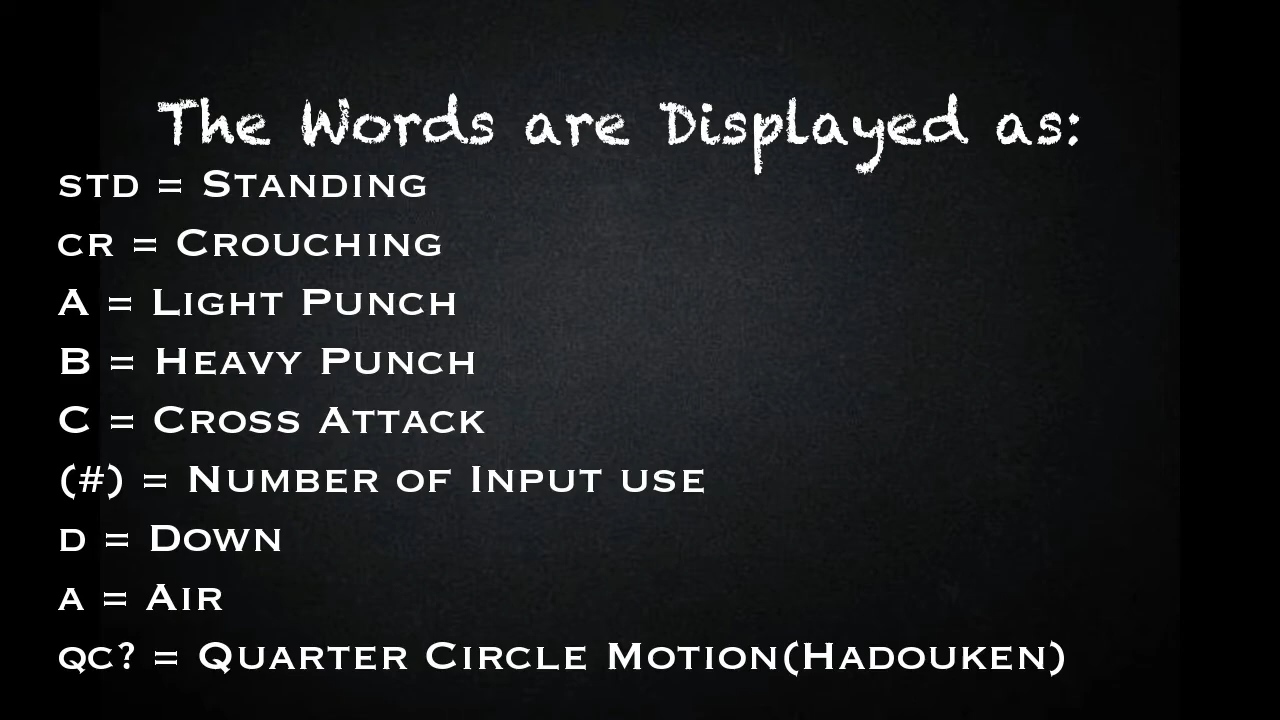 The Words are Displayed as:
std = Standing
cr = Crouching
A = Light Punch
B = Heavy Punch
C = Cross Attack
(#) = Number of Input use
d = Down
a = Air
qc? = Quarter Circle Motion(Hadouken)